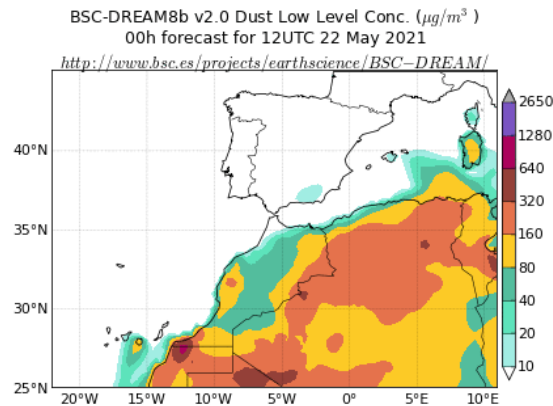 BSC-DREAM8b v2.0 Dust Low Level Conc. (μg/m³ )
00h forecast for 12UTC 22 May 2021
http://www.bsc.es/projects/earthscience/BSC−DREAM/
2650
1280
640
320
160
80
40
20
10
40°N
35°N
30°N
25°N
20°W
15°W
10°W
5°W
0°
5°E
10°E